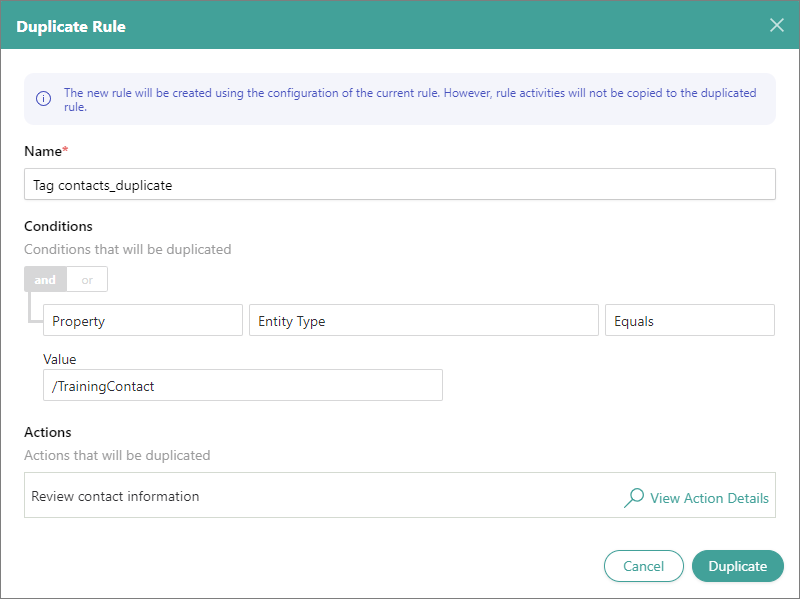 Duplicate Rule
The new rule will be created using the configuration of the current rule. However, rule activities will not be copied to the duplicated
rule.
Name*
Tag contacts_duplicate
Conditions
Conditions that will be duplicated
and or
Property Entity Type Equals
Value
/TrainingContact
Actions
Actions that will be duplicated
Review contact information View Action Details
Cancel Duplicate